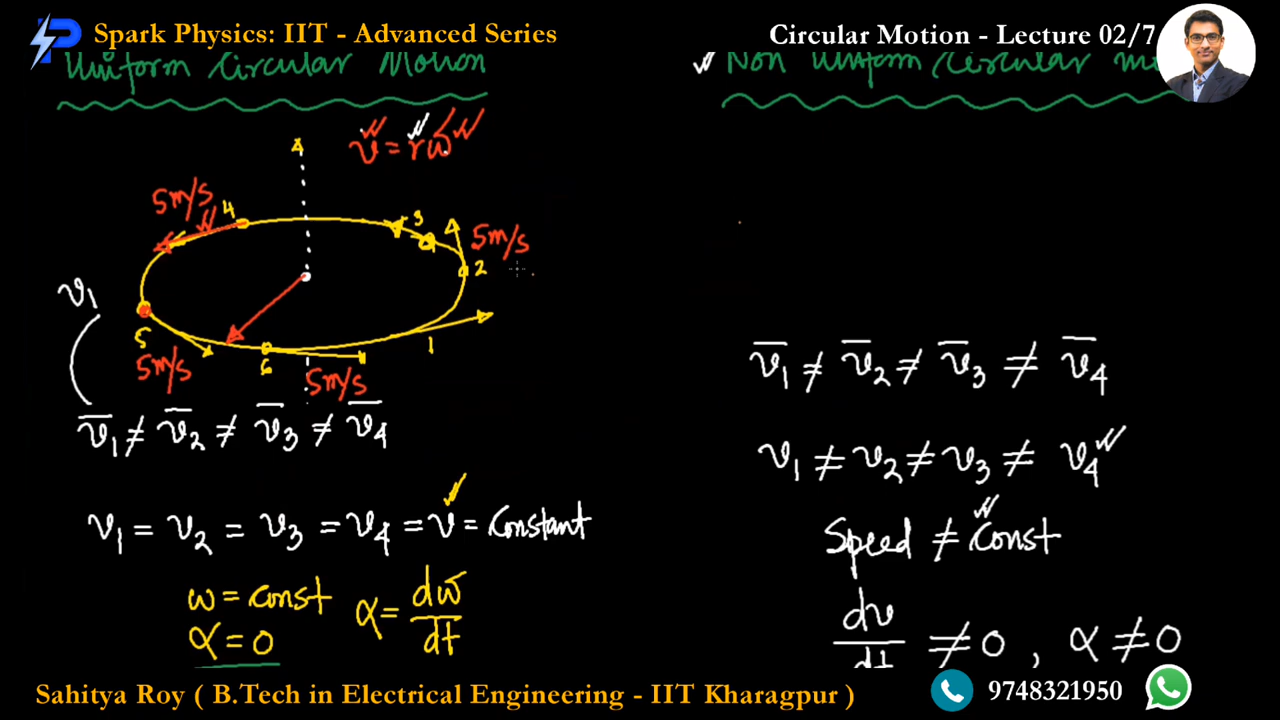 Spark Physics: IIT - Advanced Series
Circular Motion - Lecture 02/7
Uniform Circular Motion
Non Uniform Circular m
v = rω
4
5m/s
3
5m/s
2
v₁
5
5m/s
6
5m/s
1
v̅₁ ≠ v̅₂ ≠ v̅₃ ≠ v̅₄
v₁ = v₂ = v₃ = v₄ = v = Constant
ω = const
α = dω/dt
α = 0
v̅₁ ≠ v̅₂ ≠ v̅₃ ≠ v̅₄
v₁ ≠ v₂ ≠ v₃ ≠ v₄
Speed ≠ Const
dv/dt ≠ 0 , α ≠ 0
Sahitya Roy ( B.Tech in Electrical Engineering - IIT Kharagpur )
9748321950